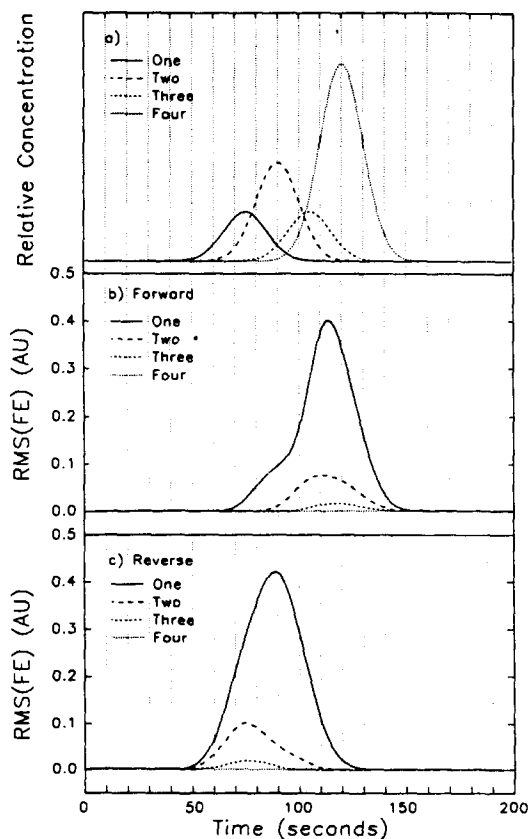 a)
One
Two
Three
Four
Relative Concentration
0.5
b) Forward
One
Two
Three
Four
0.4
0.3
0.2
0.1
0.0
RMS(FE) (AU)
0.5
c) Reverse
One
Two
Three
Four
0.4
0.3
0.2
0.1
0.0
RMS(FE) (AU)
0 50 100 150 200
Time (seconds)